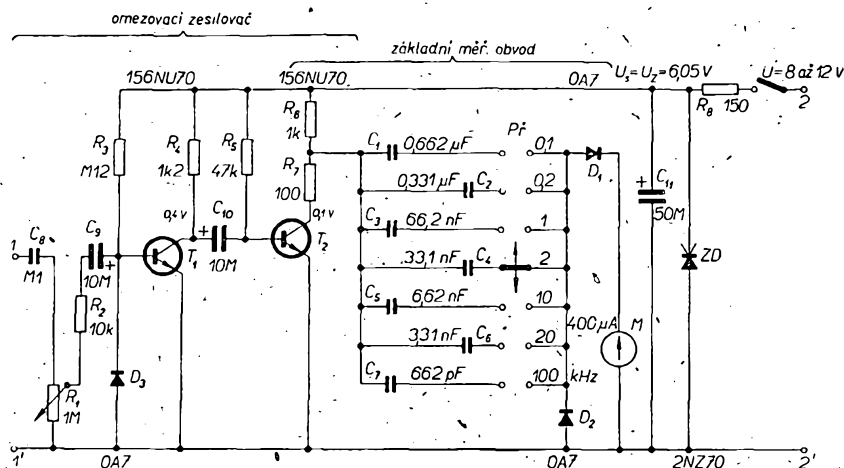 omezovací zesilovač
základní měř. obvod
156NU70
156NU70
0A7
U_s = U_z = 6,05 V
U = 8 až 12 V
R_8 150
2
R_3 M12
R_4 1k2
R_5 47k
R_6 1k
R_7 100
C_1 0,662 μF
Př
0,1
D_1
0,331 μF C_2
0,2
C_11 50M
+
0,4 V
C_10
0,1 V
C_3 66,2 nF
1
T_1
+
10M
T_2
1
C_8 M1
C_9 10M
+
33,1 nF C_4
2
ZD
R_2 10k
C_5 6,62 nF
10
400 μA M
3,31 nF C_6
20
R_1 1M
D_3
C_7 662 pF
100 kHz
D_2
1'
0A7
0A7
2NZ70
2'